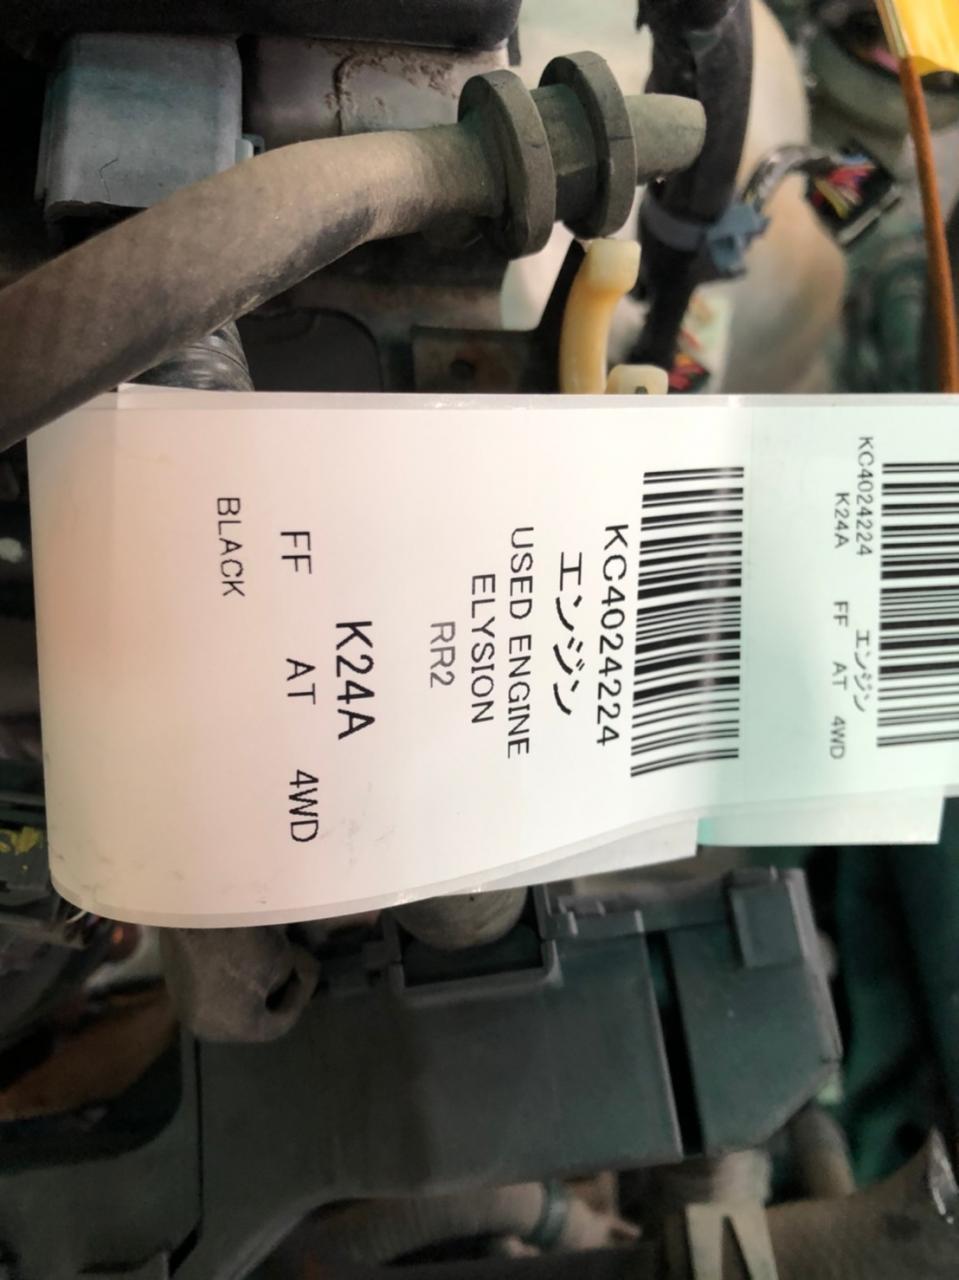 KC4024224
エンジン
K24A FF AT 4WD
KC4024224
エンジン
USED ENGINE
ELYSION
RR2
K24A
FF AT 4WD
BLACK